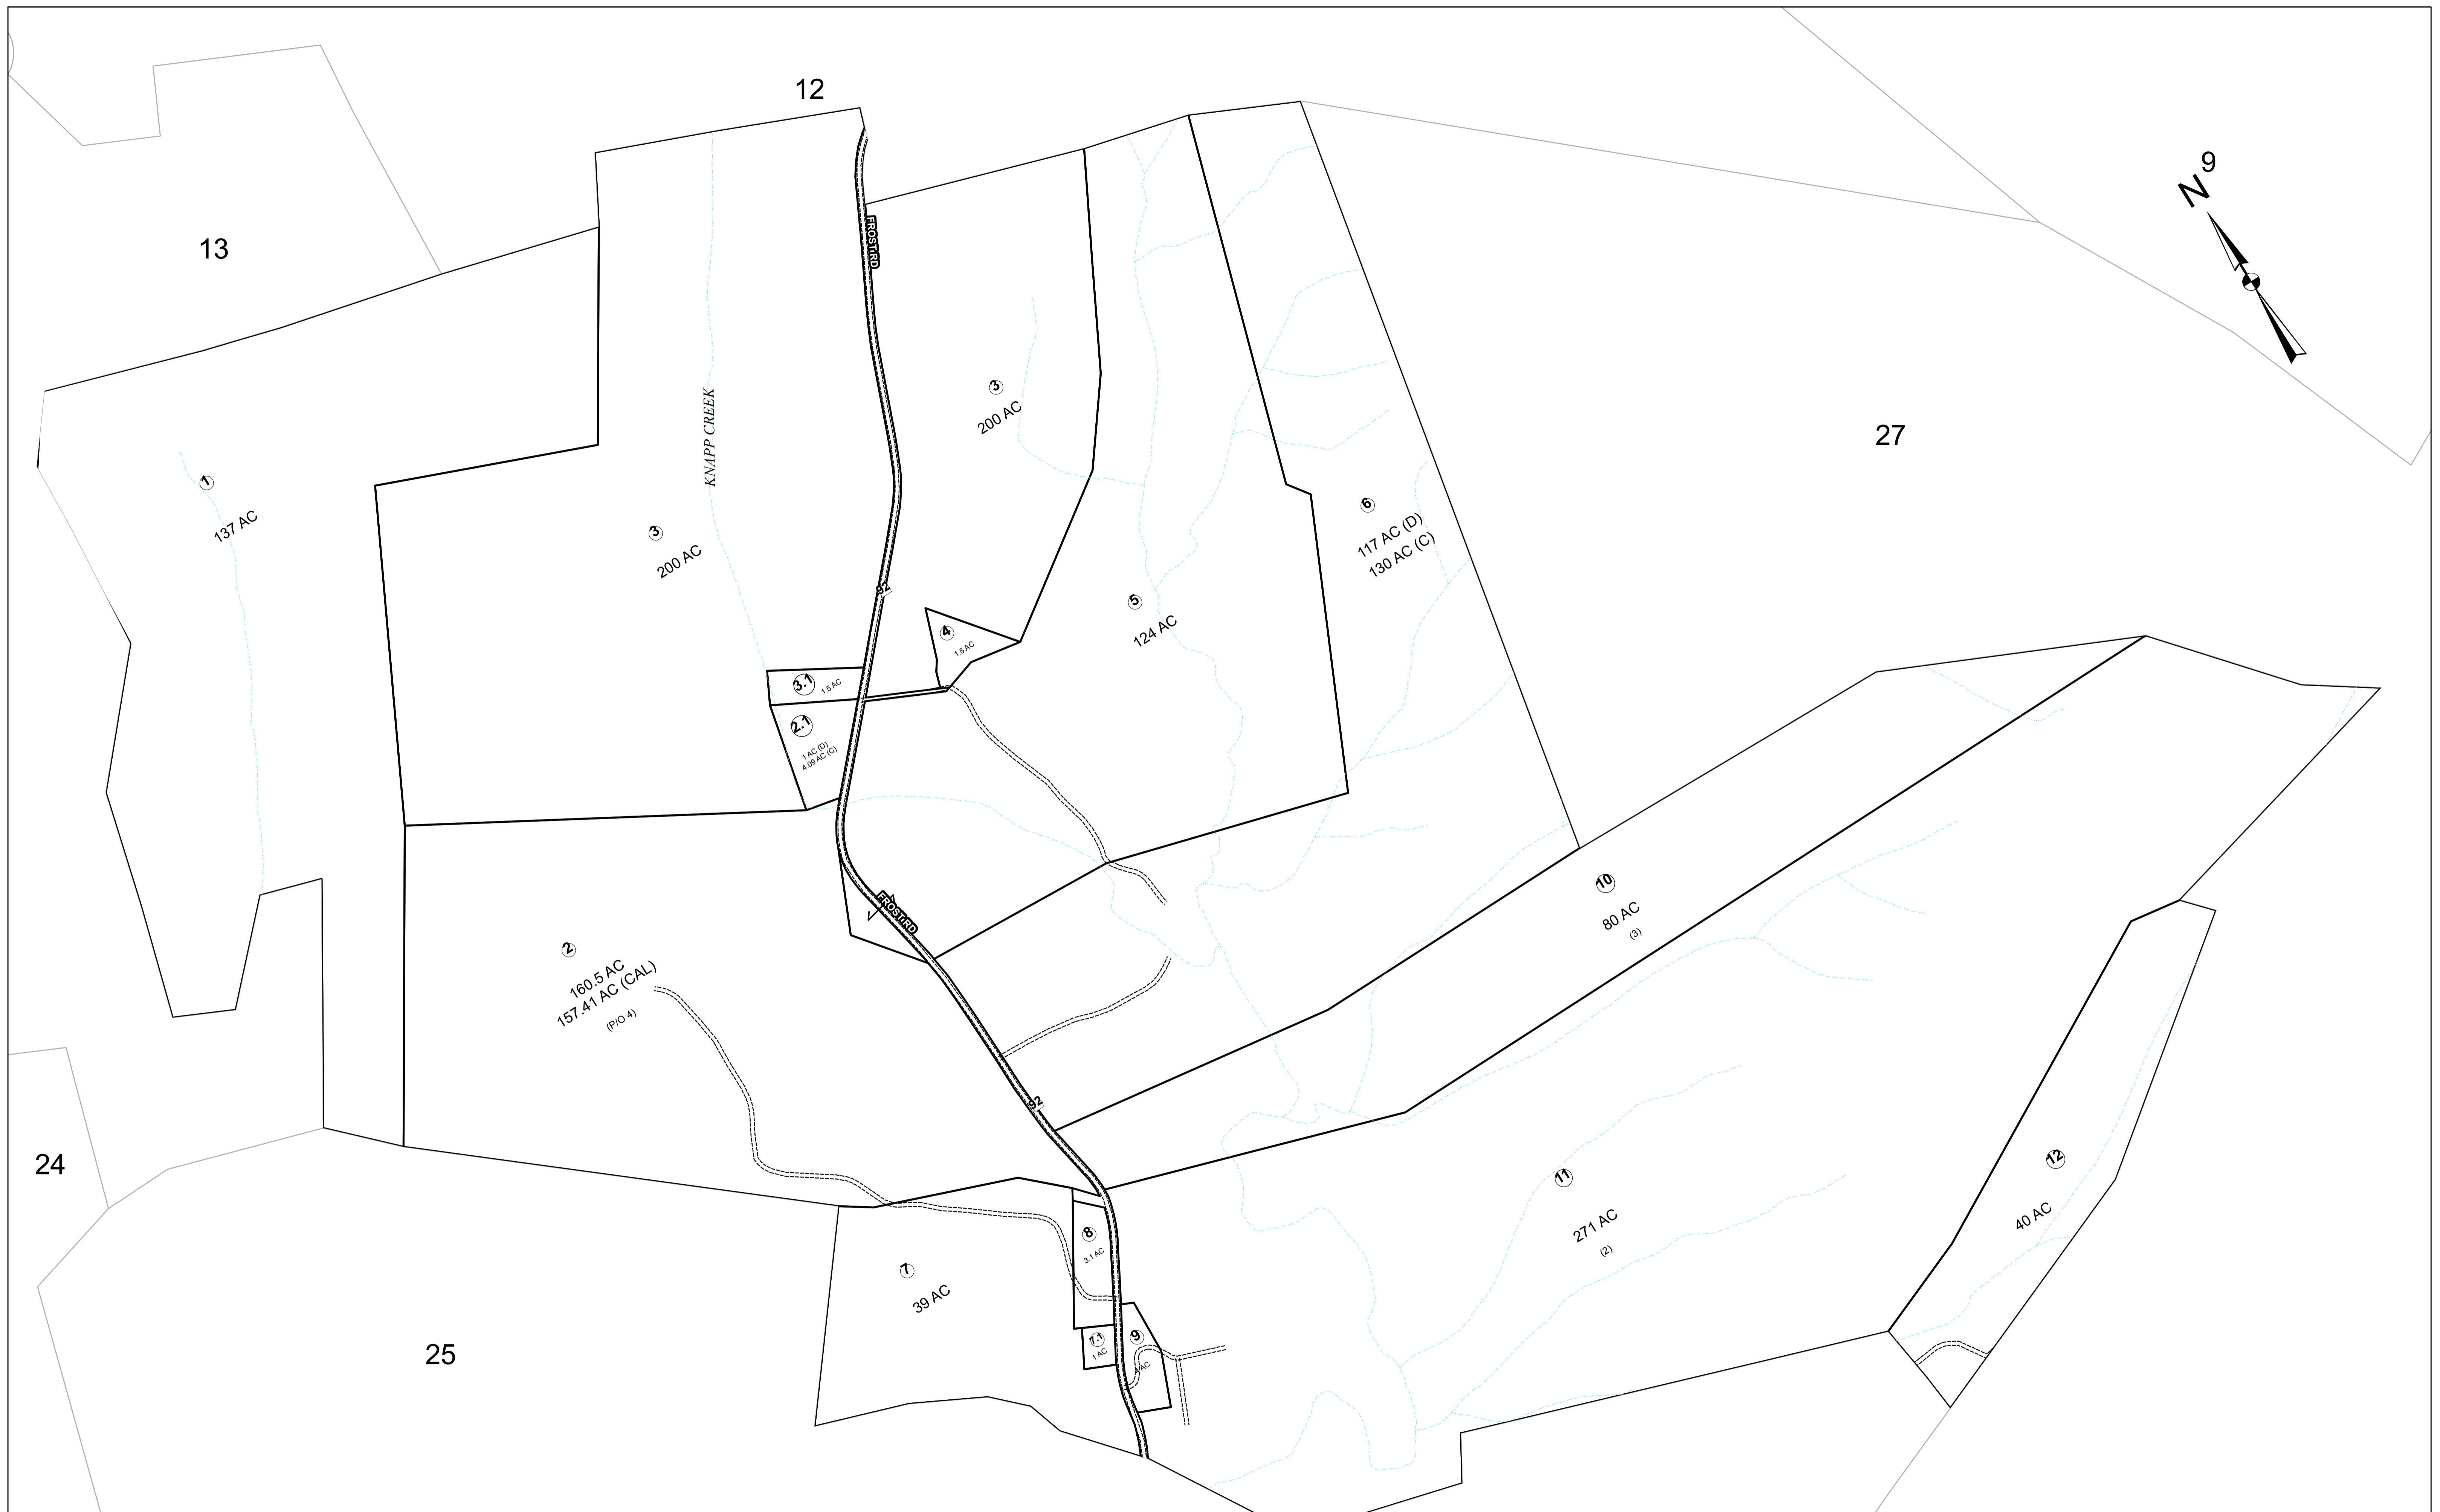 12
9
N
13
FROST RD
27
3
200 AC
KNAPP CREEK
1
137 AC
3
200 AC
6
117 AC (D)
130 AC (C)
92
5
124 AC
4
1.5 AC
3.1
1.5 AC
2.1
1 AC (D)
4.09 AC (C)
10
80 AC
(3)
FROST RD
2
160.5 AC
157.41 AC (CAL)
(P/O 4)
92
24
12
40 AC
11
271 AC
(2)
8
3.1 AC
7
39 AC
7.1
1 AC
9
AC
25